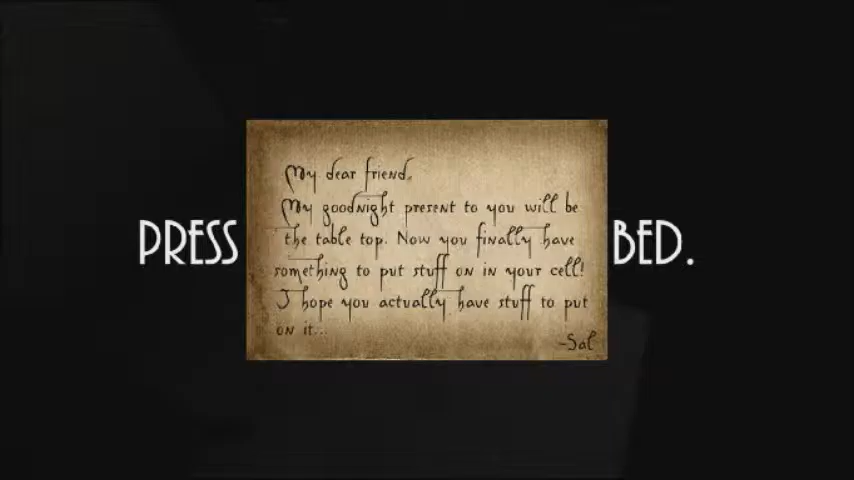 My dear friend,
My goodnight present to you will be
the table top. Now you finally have
something to put stuff on in your cell!
I hope you actually have stuff to put
on it...
-Sal
PRESS
BED.